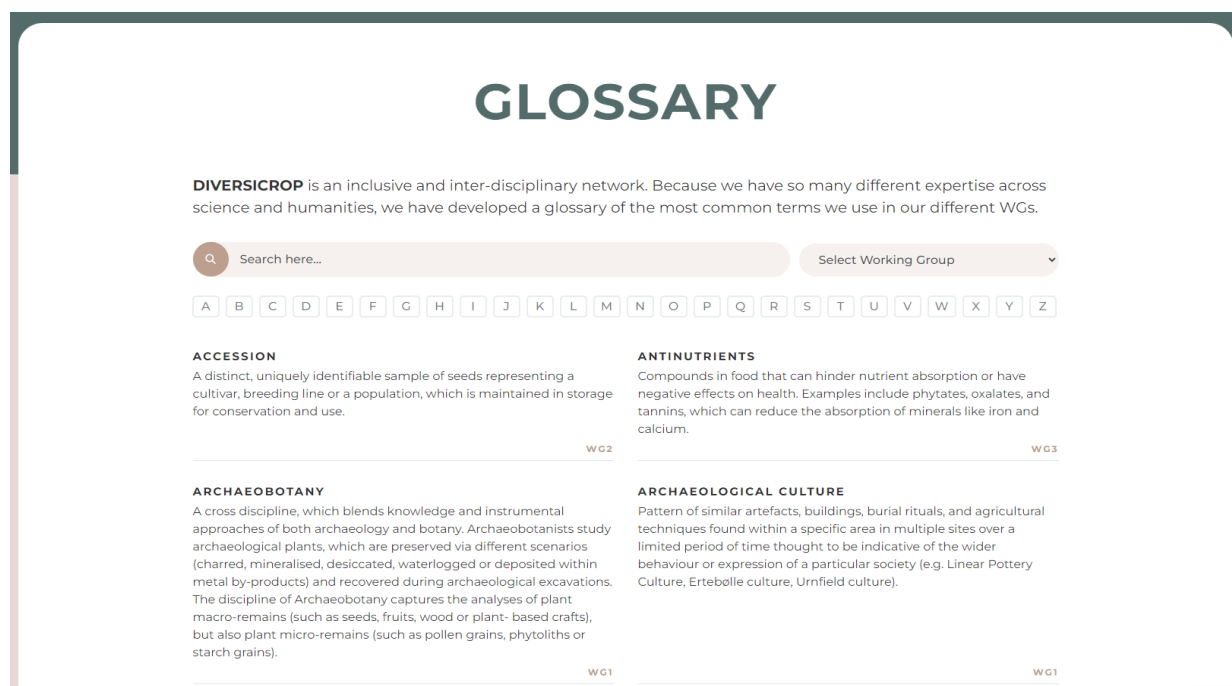 GLOSSARY
DIVERSICROP is an inclusive and inter-disciplinary network. Because we have so many different expertise across
science and humanities, we have developed a glossary of the most common terms we use in our different WGs.
Search here...
Select Working Group
A B C D E F G H I J K L M N O P Q R S T U V W X Y Z
ACCESSION
A distinct, uniquely identifiable sample of seeds representing a
cultivar, breeding line or a population, which is maintained in storage
for conservation and use.
WG2
ANTINUTRIENTS
Compounds in food that can hinder nutrient absorption or have
negative effects on health. Examples include phytates, oxalates, and
tannins, which can reduce the absorption of minerals like iron and
calcium.
WG3
ARCHAEOBOTANY
A cross discipline, which blends knowledge and instrumental
approaches of both archaeology and botany. Archaeobotanists study
archaeological plants, which are preserved via different scenarios
(charred, mineralised, desiccated, waterlogged or deposited within
metal by-products) and recovered during archaeological excavations.
The discipline of Archaeobotany captures the analyses of plant
macro-remains (such as seeds, fruits, wood or plant- based crafts),
but also plant micro-remains (such as pollen grains, phytoliths or
starch grains).
WG1
ARCHAEOLOGICAL CULTURE
Pattern of similar artefacts, buildings, burial rituals, and agricultural
techniques found within a specific area in multiple sites over a
limited period of time thought to be indicative of the wider
behaviour or expression of a particular society (e.g. Linear Pottery
Culture, Ertebølle culture, Urnfield culture).
WG1